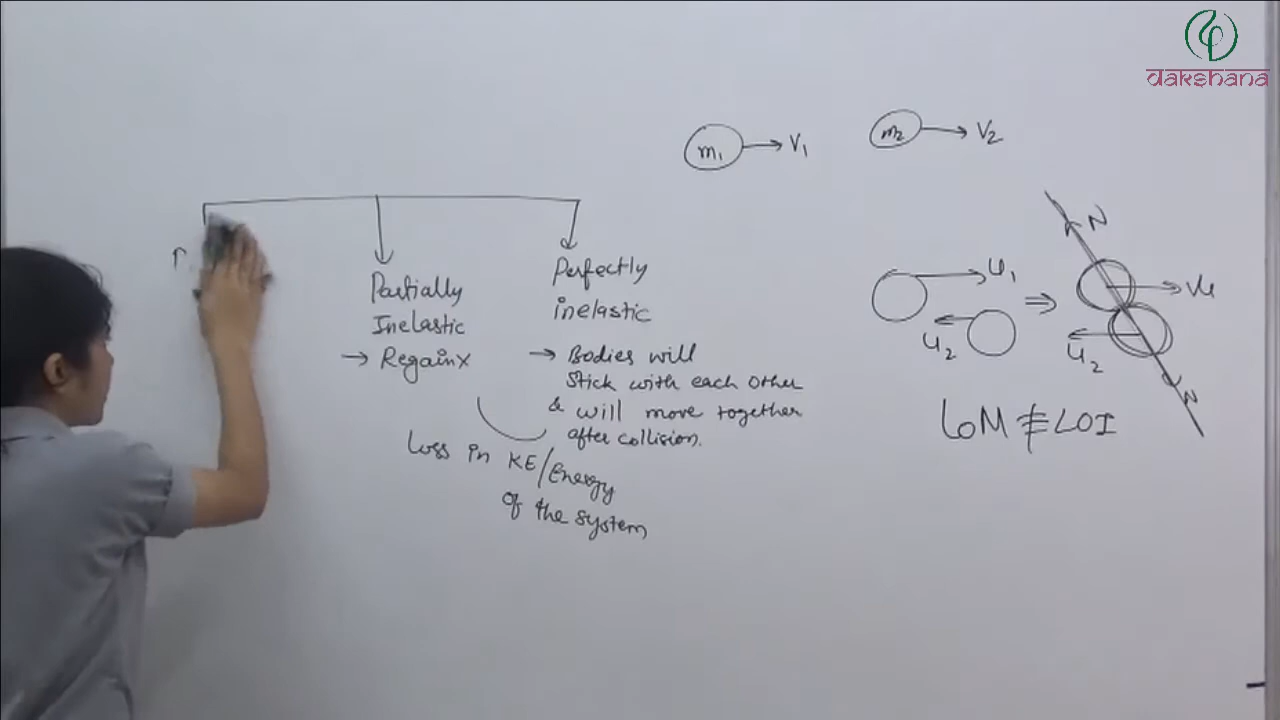 dakshana
m₁ → V₁
m₂ → V₂
Partially
Inelastic
→ Regain x
Perfectly
inelastic
→ Bodies will
stick with each other
& will move together
after collision.
Loss in KE/Energy
of the system
u₁
u₂
⇒
N
u₂
N
LOM ≠ LOI